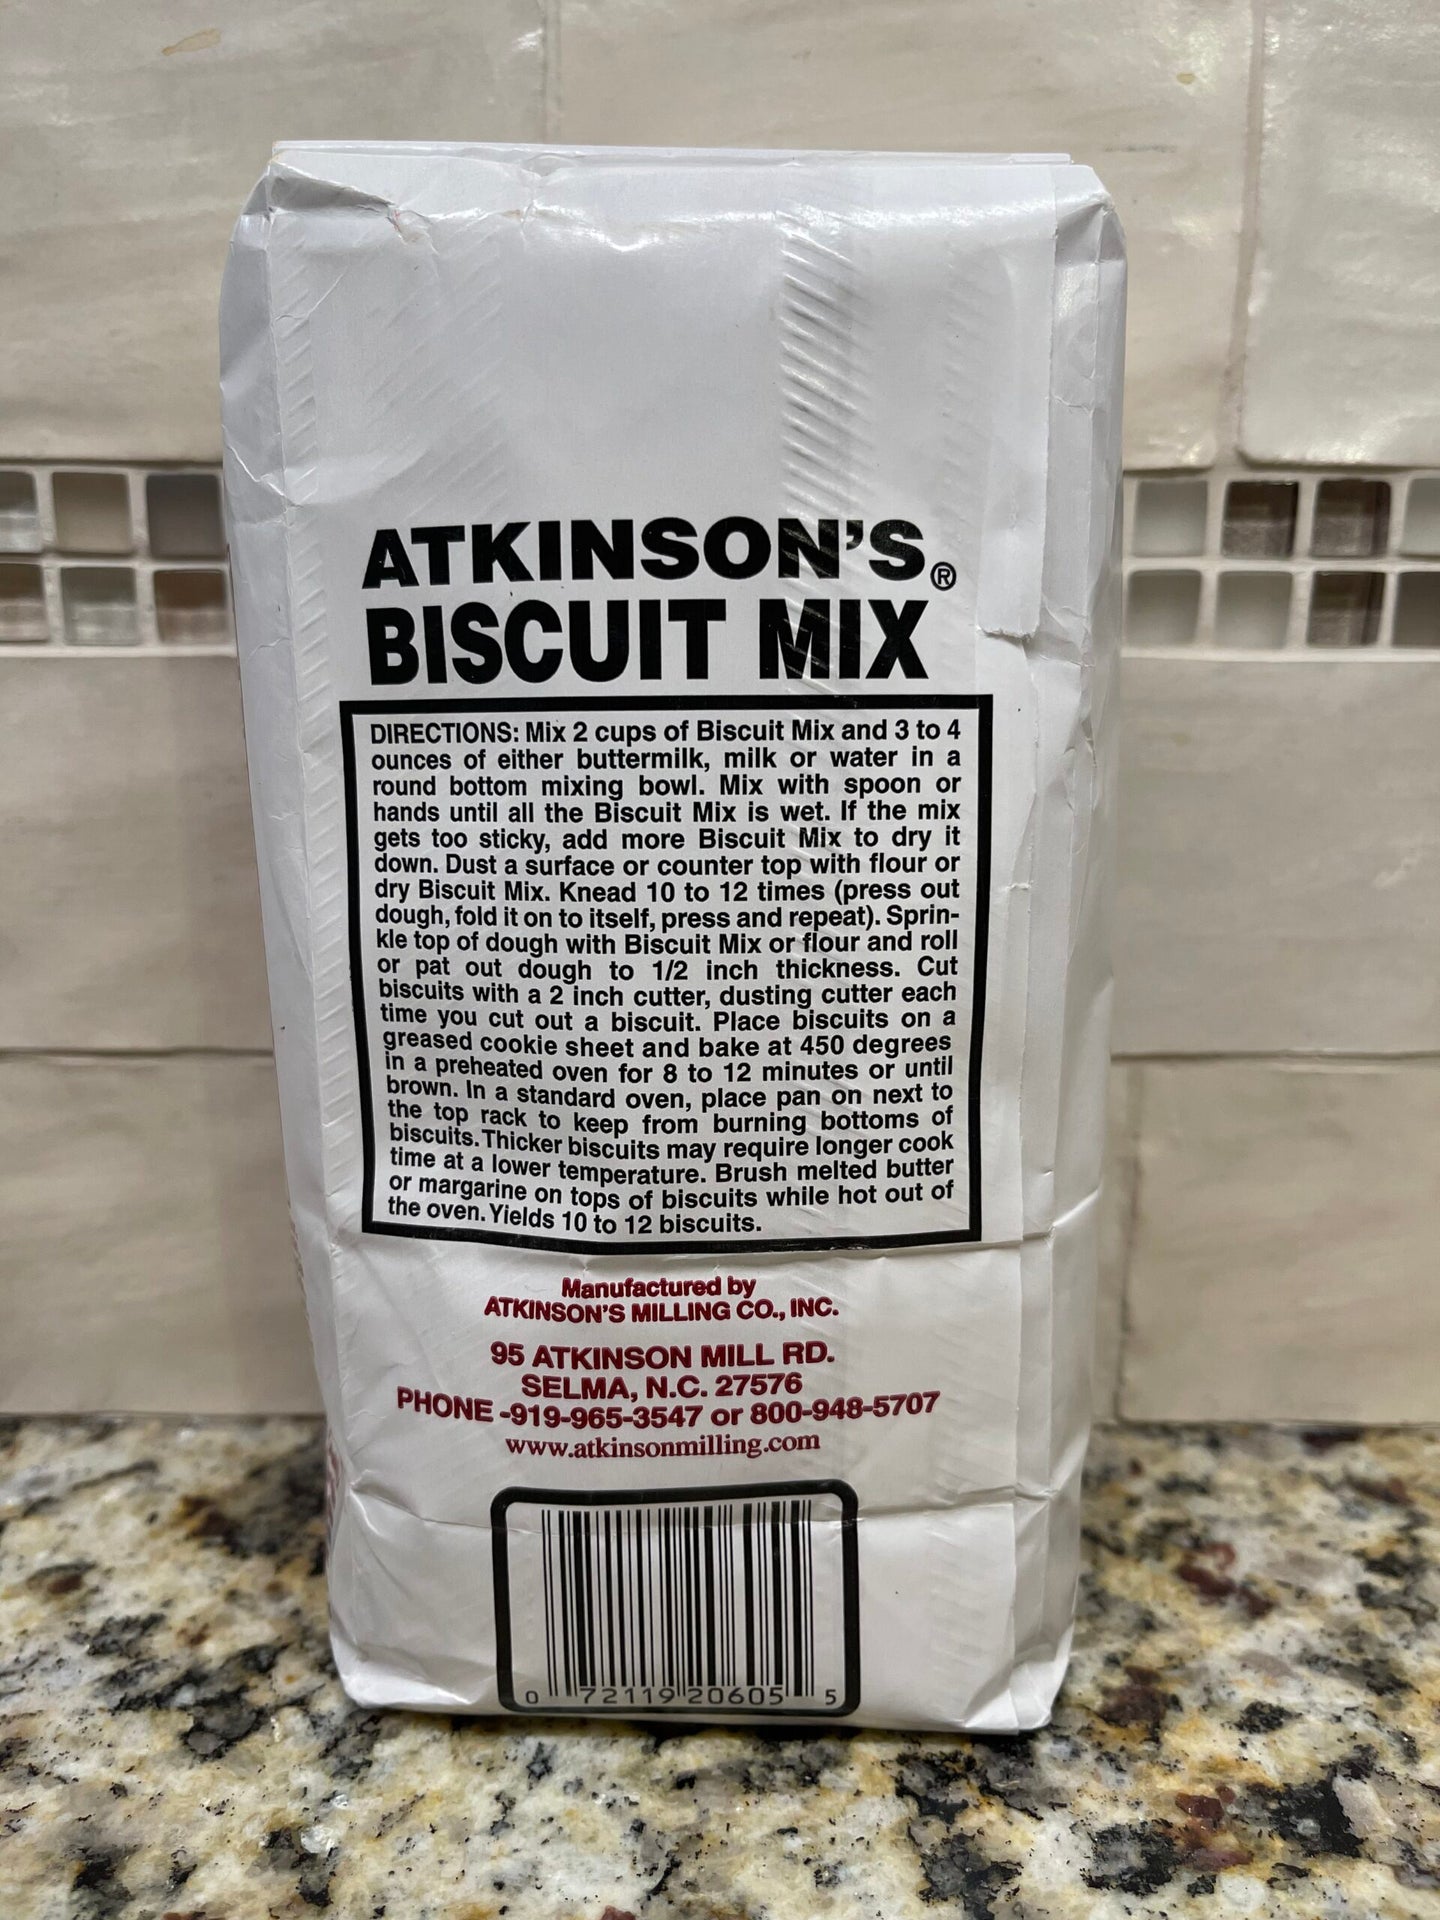 ATKINSON'S®
BISCUIT MIX
DIRECTIONS: Mix 2 cups of Biscuit Mix and 3 to 4
ounces of either buttermilk, milk or water in a
round bottom mixing bowl. Mix with spoon or
hands until all the Biscuit Mix is wet. If the mix
gets too sticky, add more Biscuit Mix to dry it
down. Dust a surface or counter top with flour or
dry Biscuit Mix. Knead 10 to 12 times (press out
dough, fold it on to itself, press and repeat). Sprin-
kle top of dough with Biscuit Mix or flour and roll
or pat out dough to 1/2 inch thickness. Cut
biscuits with a 2 inch cutter, dusting cutter each
time you cut out a biscuit. Place biscuits on a
greased cookie sheet and bake at 450 degrees
in a preheated oven for 8 to 12 minutes or until
brown. In a standard oven, place pan on next to
the top rack to keep from burning bottoms of
biscuits. Thicker biscuits may require longer cook
time at a lower temperature. Brush melted butter
or margarine on tops of biscuits while hot out of
the oven. Yields 10 to 12 biscuits.
Manufactured by
ATKINSON'S MILLING CO., INC.
95 ATKINSON MILL RD.
SELMA, N.C. 27576
PHONE -919-965-3547 or 800-948-5707
www.atkinsonmilling.com
0 72119 20605 5